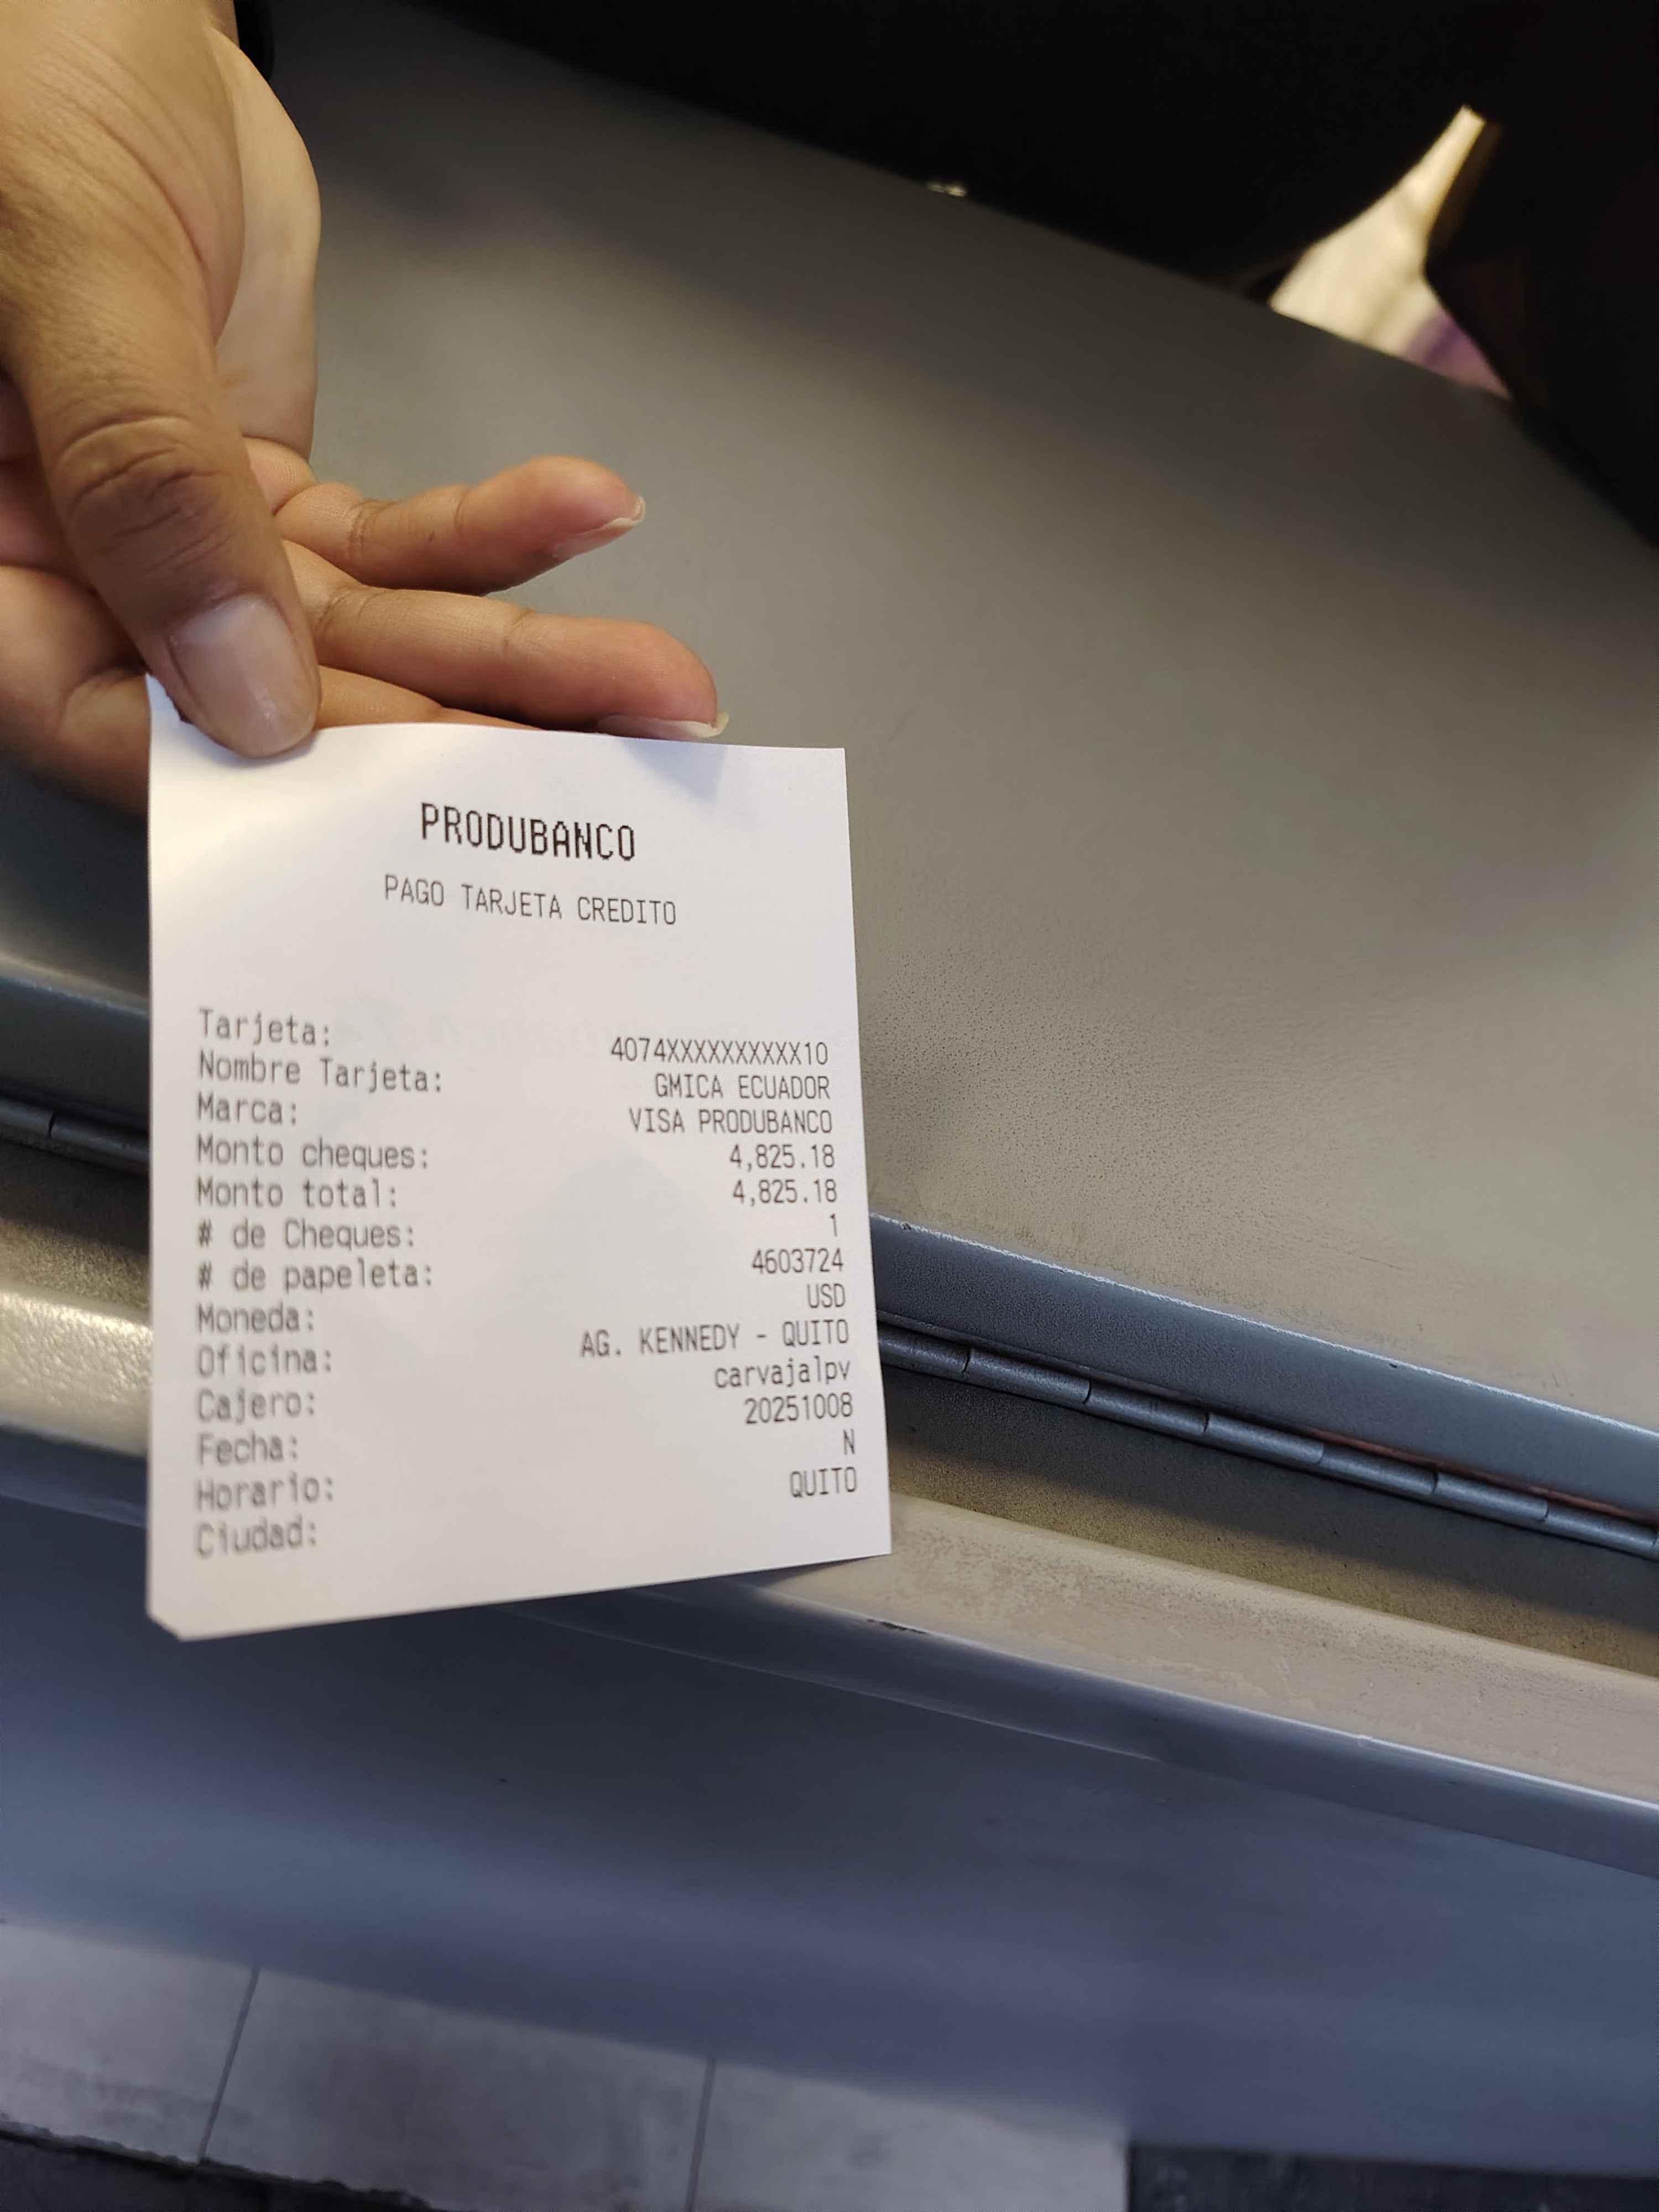 PRODUBANCO
PAGO TARJETA CREDITO
Tarjeta: 4074XXXXXXXXXX10
Nombre Tarjeta: GMICA ECUADOR
Marca: VISA PRODUBANCO
Monto cheques: 4,825.18
Monto total: 4,825.18
# de Cheques: 1
# de papeleta: 4603724
Moneda: USD
Oficina: AG. KENNEDY - QUITO
Cajero: carvajalpv
Fecha: 20251008
Horario: N
Ciudad: QUITO